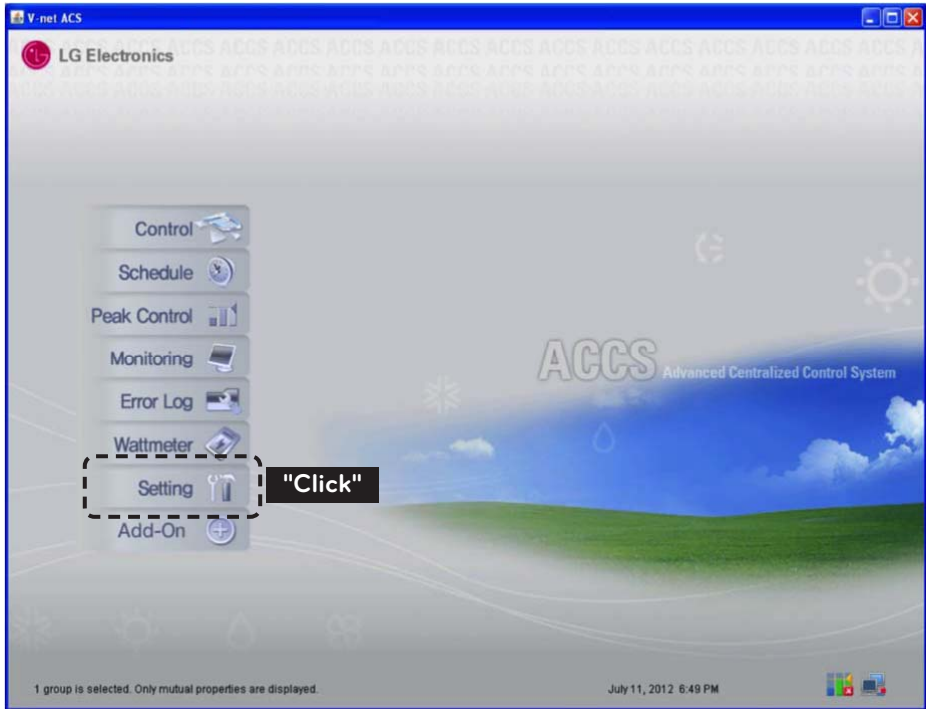 V-net ACS
LG Electronics
Control
Schedule
Peak Control
Monitoring
Error Log
Wattmeter
Setting
"Click"
Add-On
ACCS Advanced Centralized Control System
1 group is selected. Only mutual properties are displayed.
July 11, 2012 6:49 PM